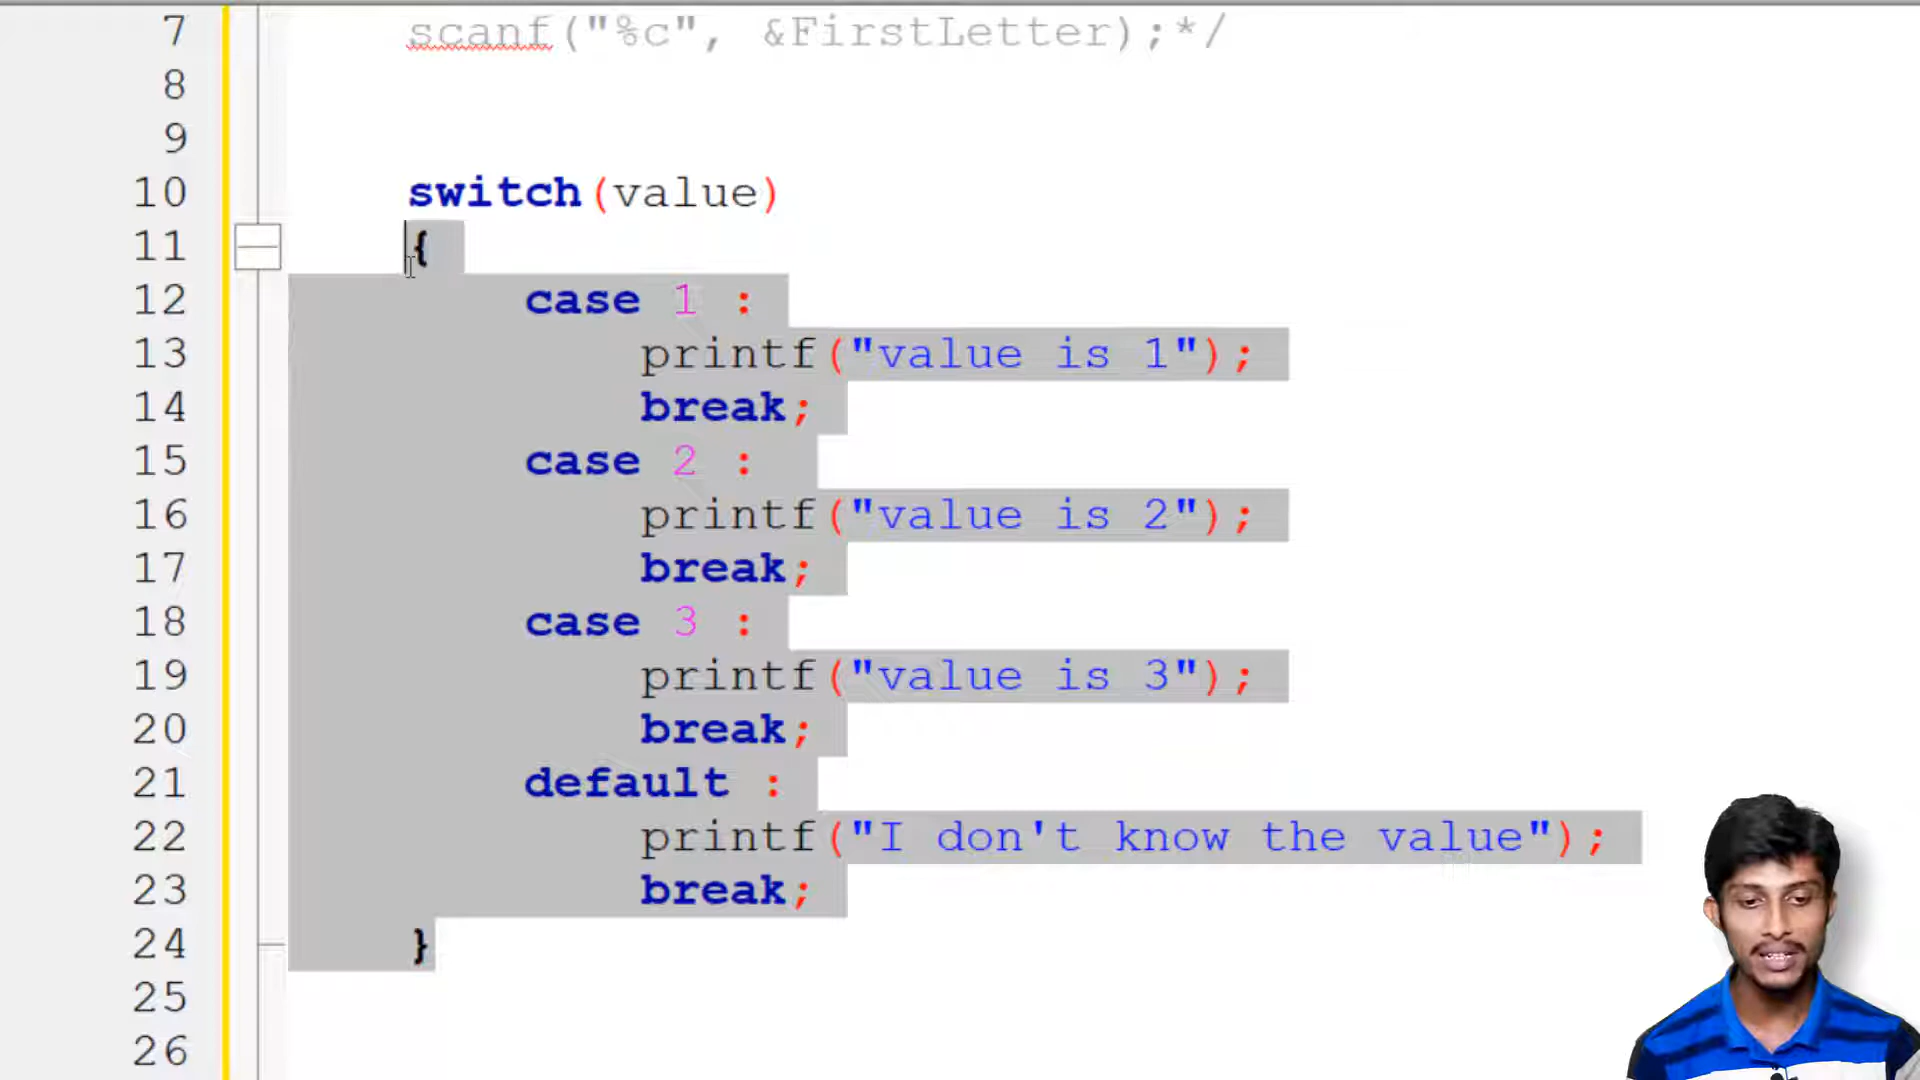 7 scanf("%c", &FirstLetter);*/
8
9
10 switch(value)
11 {
12 case 1 :
13 printf("value is 1");
14 break;
15 case 2 :
16 printf("value is 2");
17 break;
18 case 3 :
19 printf("value is 3");
20 break;
21 default :
22 printf("I don't know the value");
23 break;
24 }
25
26